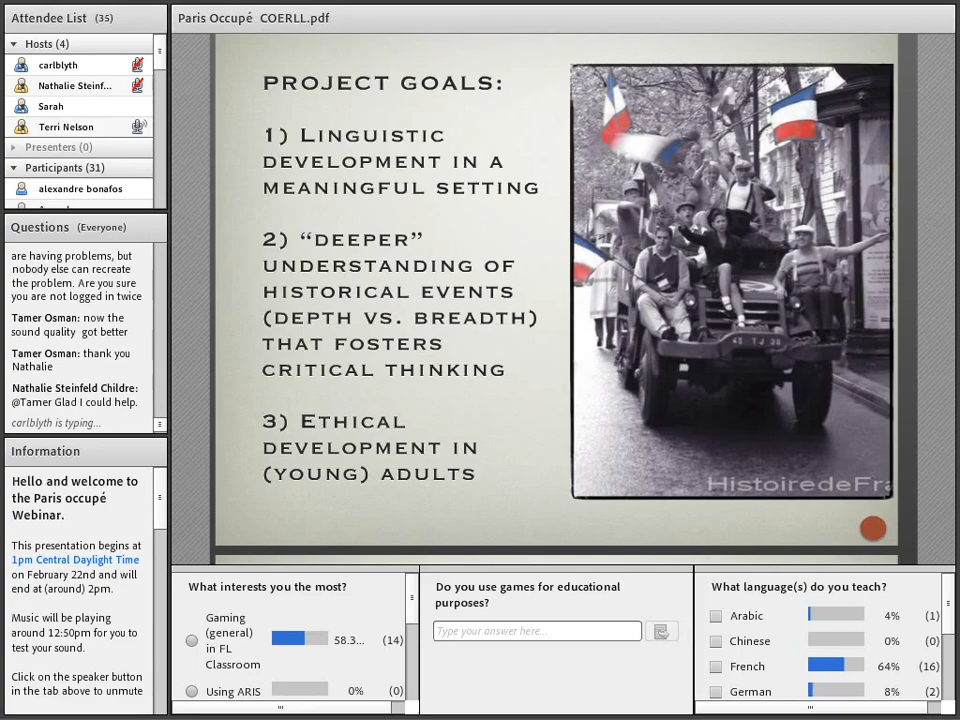 Attendee List (35)
Hosts (4)
carlblyth
Nathalie Steinf...
Sarah
Terri Nelson
Presenters (0)
Participants (31)
alexandre bonafos
Questions (Everyone)
are having problems, but
nobody else can recreate
the problem. Are you sure
you are not logged in twice
Tamer Osman: now the
sound quality got better
Tamer Osman: thank you
Nathalie
Nathalie Steinfeld Childre:
@Tamer Glad I could help.
carlblyth is typing...
Information
Hello and welcome to
the Paris occupé
Webinar.
This presentation begins at
1pm Central Daylight Time
on February 22nd and will
end at (around) 2pm.
Music will be playing
around 12:50pm for you to
test your sound.
Click on the speaker button
in the tab above to unmute
Paris Occupé COERLL.pdf
PROJECT GOALS:
1) LINGUISTIC
DEVELOPMENT IN A
MEANINGFUL SETTING
2) “DEEPER”
UNDERSTANDING OF
HISTORICAL EVENTS
(DEPTH VS. BREADTH)
THAT FOSTERS
CRITICAL THINKING
3) ETHICAL
DEVELOPMENT IN
(YOUNG) ADULTS
HistoiredeFra
What interests you the most?
Gaming
(general)
in FL
Classroom
58.3... (14)
Using ARIS 0% (0)
Do you use games for educational
purposes?
Type your answer here...
What language(s) do you teach?
Arabic 4% (1)
Chinese 0% (0)
French 64% (16)
German 8% (2)